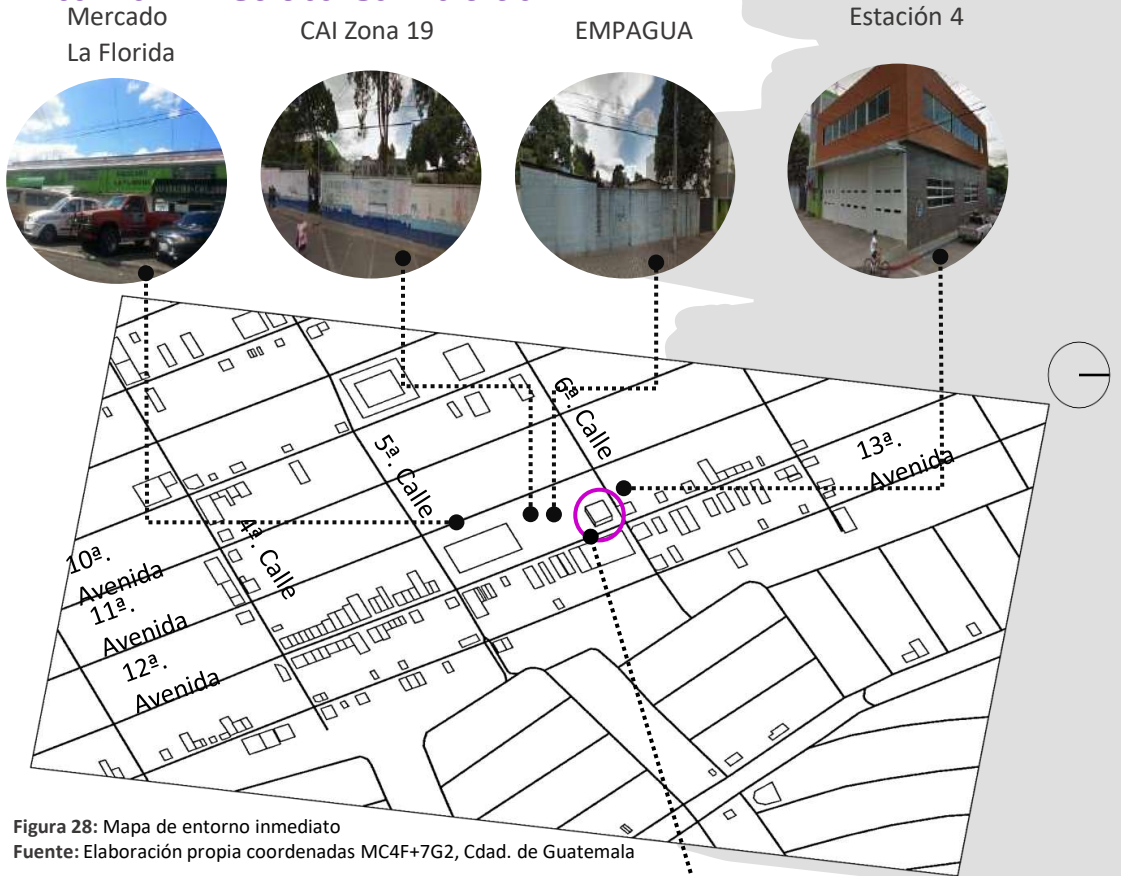 Mercado
La Florida
CAI Zona 19
EMPAGUA
Estación 4
6ª. Calle
5ª. Calle
4ª. Calle
13ª.
Avenida
10ª.
Avenida
11ª.
Avenida
12ª.
Avenida
Figura 28: Mapa de entorno inmediato
Fuente: Elaboración propia coordenadas MC4F+7G2, Cdad. de Guatemala